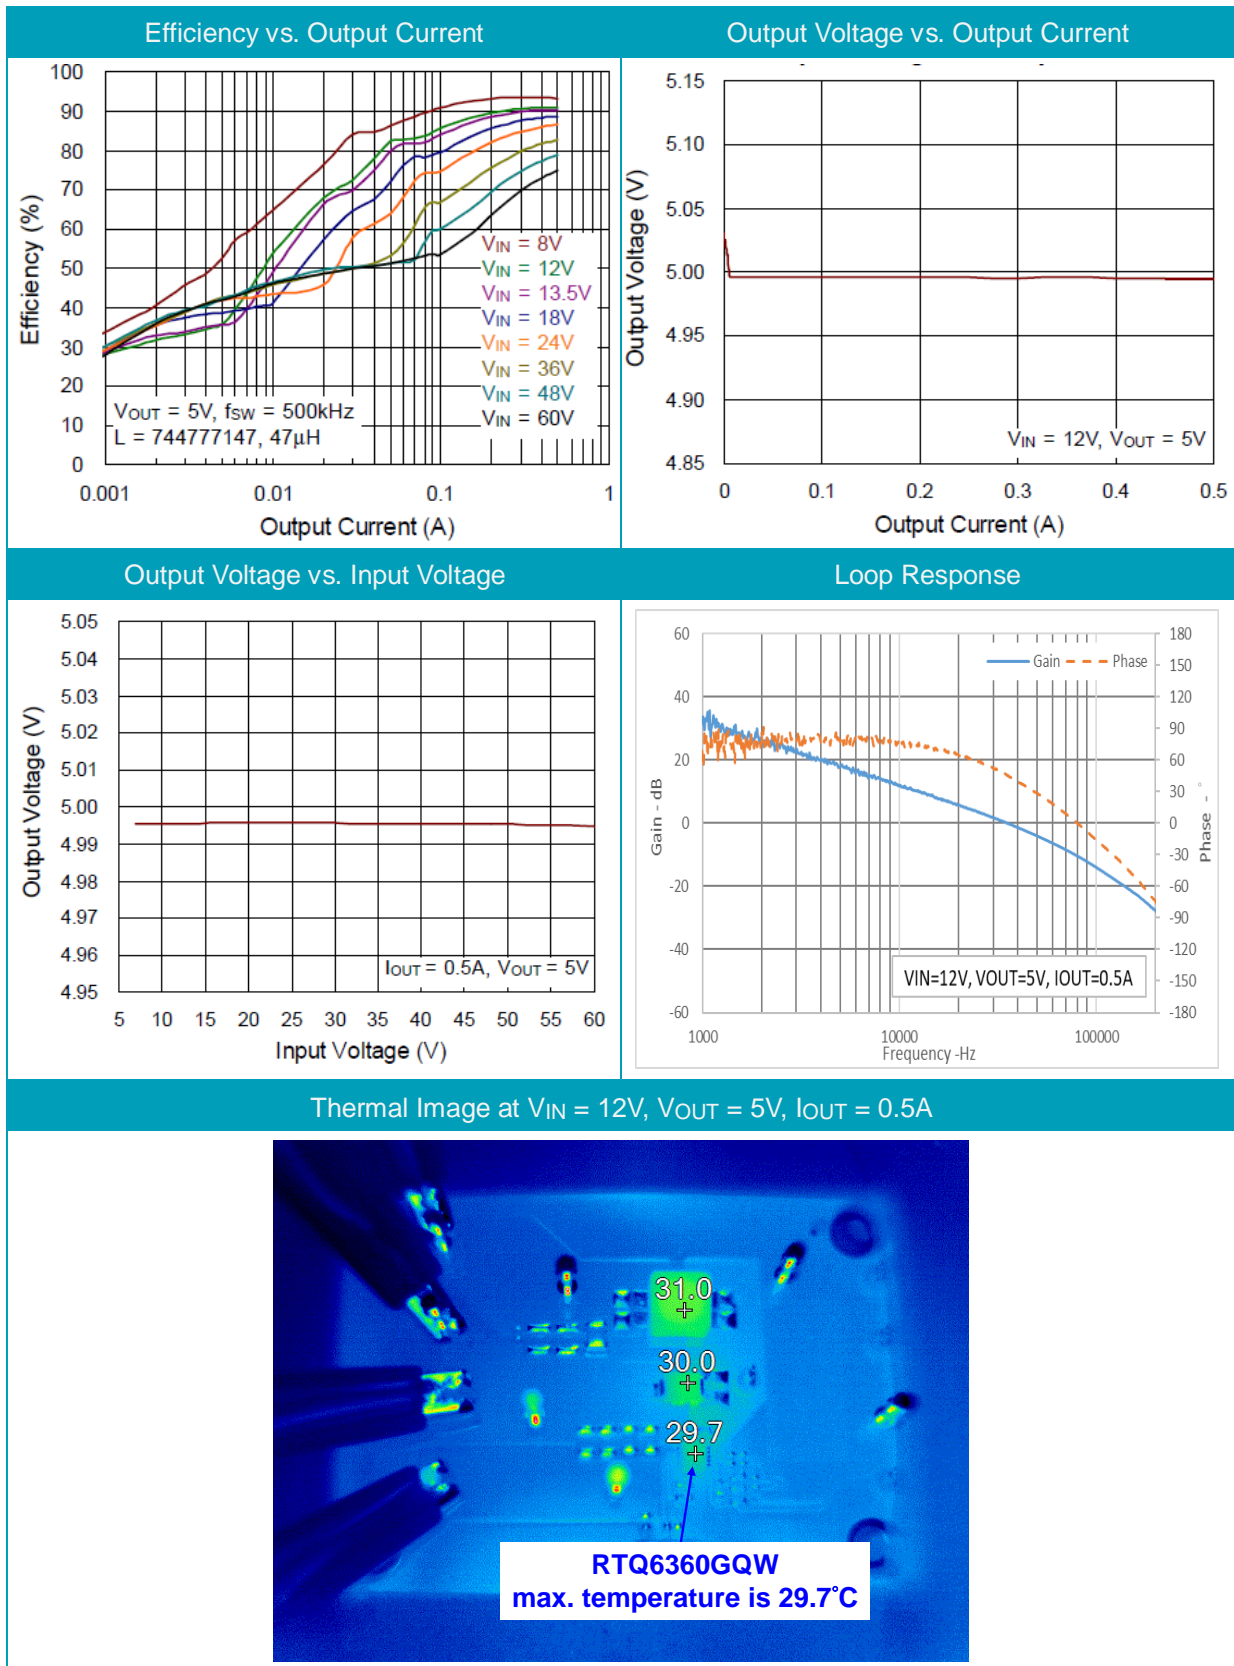 Efficiency vs. Output Current
100
90
80
70
60
50
40
30
20
10
0
Efficiency (%)
VIN = 8V
VIN = 12V
VIN = 13.5V
VIN = 18V
VIN = 24V
VIN = 36V
VIN = 48V
VIN = 60V
VOUT = 5V, fSW = 500kHz
L = 744777147, 47μH
0.001 0.01 0.1 1
Output Current (A)
Output Voltage vs. Output Current
5.15
5.10
5.05
5.00
4.95
4.90
4.85
Output Voltage (V)
VIN = 12V, VOUT = 5V
0 0.1 0.2 0.3 0.4 0.5
Output Current (A)
Output Voltage vs. Input Voltage
5.05
5.04
5.03
5.02
5.01
5.00
4.99
4.98
4.97
4.96
4.95
Output Voltage (V)
IOUT = 0.5A, VOUT = 5V
5 10 15 20 25 30 35 40 45 50 55 60
Input Voltage (V)
Loop Response
60
40
20
0
-20
-40
-60
Gain - dB
Gain Phase
180
150
120
90
60
30
0
-30
-60
-90
-120
-150
-180
Phase - °
VIN=12V, VOUT=5V, IOUT=0.5A
1000 10000 100000
Frequency -Hz
Thermal Image at VIN = 12V, VOUT = 5V, IOUT = 0.5A
31.0
30.0
29.7
RTQ6360GQW
max. temperature is 29.7°C